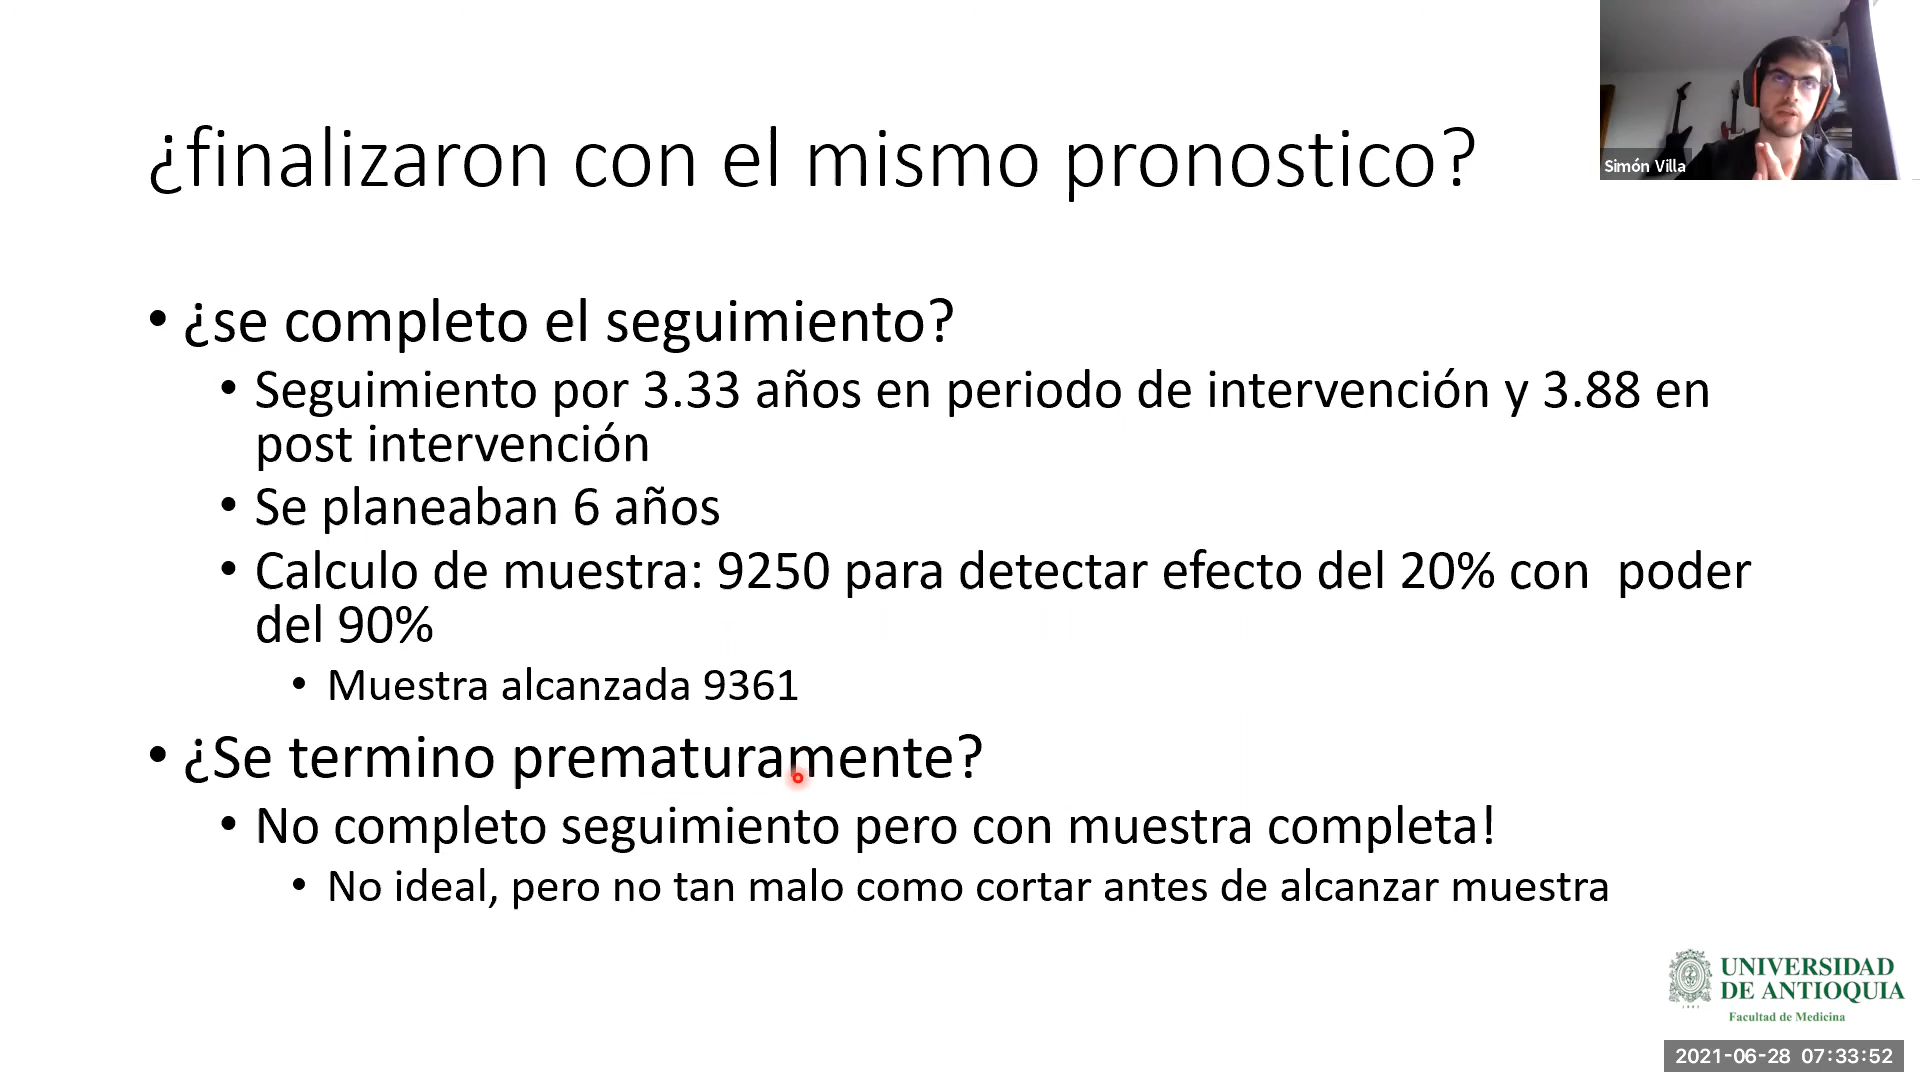 ¿finalizaron con el mismo pronostico?
Simón Villa
• ¿se completo el seguimiento?
• Seguimiento por 3.33 años en periodo de intervención y 3.88 en
post intervención
• Se planeaban 6 años
• Calculo de muestra: 9250 para detectar efecto del 20% con  poder
del 90%
• Muestra alcanzada 9361
• ¿Se termino prematuramente?
• No completo seguimiento pero con muestra completa!
• No ideal, pero no tan malo como cortar antes de alcanzar muestra
UNIVERSIDAD
DE ANTIOQUIA
Facultad de Medicina
2021-06-28 07:33:52